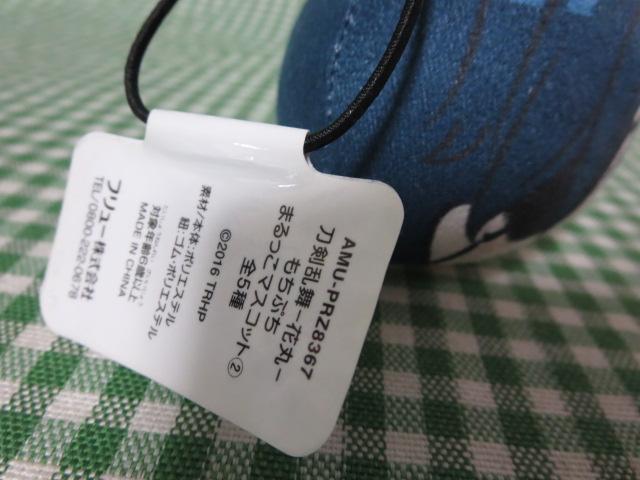 AMU-PRZ8367
刀剣乱舞-花丸-
もちぷち
まるっこマスコット②
全5種
©2016 TRHP
素材/本体:ポリエステル
紐:ゴム・ポリエステル
対象年齢6歳以上
MADE IN CHINA
フリュー株式会社
TEL/0800-202-0678